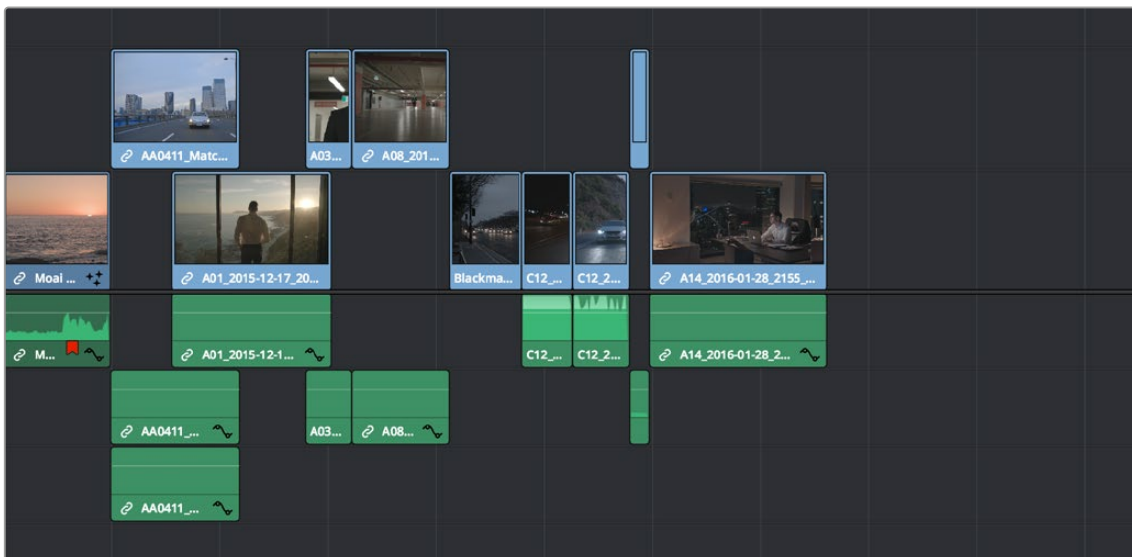 AA0411_Matc...
A03...
A08_201...
Moai ...
A01_2015-12-17_20...
Blackma...
C12_...
C12_2...
A14_2016-01-28_2155_...
M...
A01_2015-12-1...
C12_...
C12_2...
A14_2016-01-28_2...
AA0411_...
A03...
A08...
AA0411_...